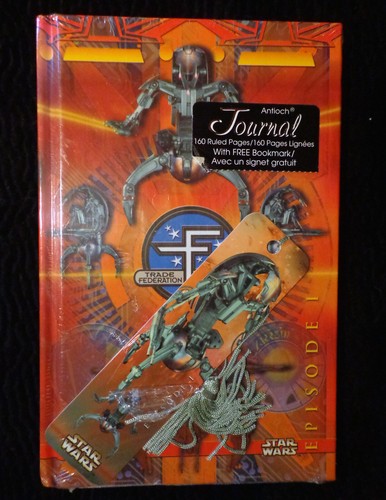 Antioch®
Journal
160 Ruled Pages/160 Pages Lignées
With FREE Bookmark/
Avec un signet gratuit
TRADE
FEDERATION
EPISODE I
STAR
WARS
STAR
WARS